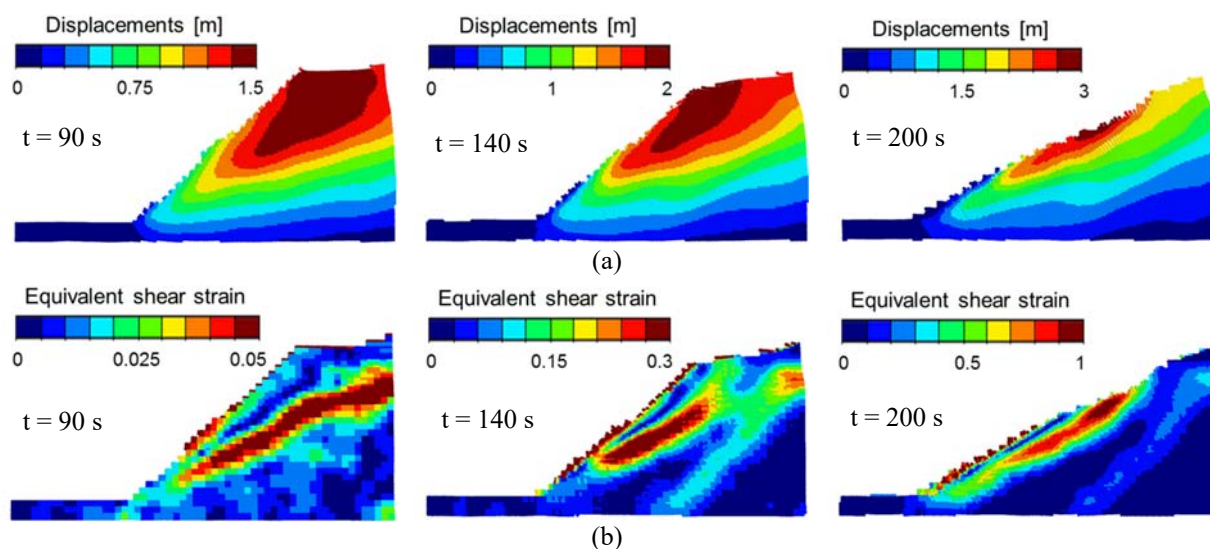 Displacements [m] Displacements [m] Displacements [m]
0 0.75 1.5 0 1 2 0 1.5 3
t = 90 s t = 140 s t = 200 s
(a)
Equivalent shear strain Equivalent shear strain Equivalent shear strain
0 0.025 0.05 0 0.15 0.3 0 0.5 1
t = 90 s t = 140 s t = 200 s
(b)